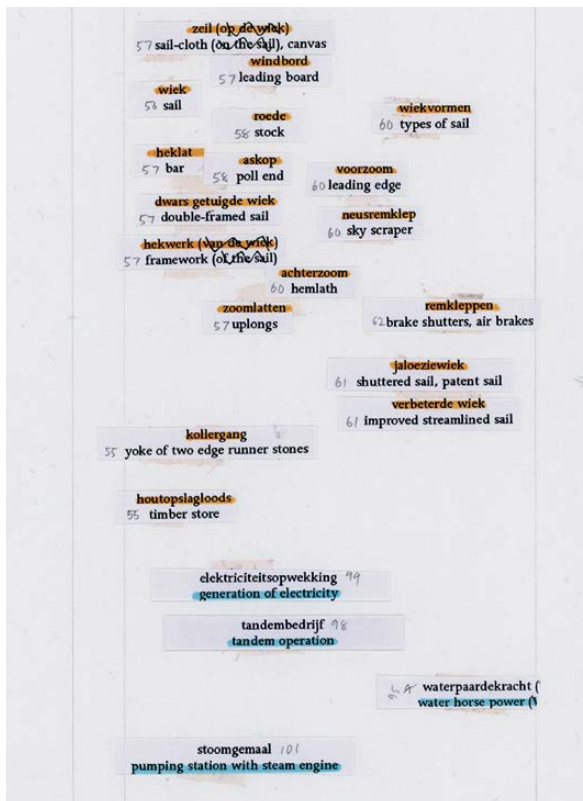 zeil (op de wiek)
57 sail-cloth (on the sail), canvas
windbord
57 leading board
wiek
58 sail
wiekvormen
60 types of sail
roede
58 stock
heklat
57 bar
askop
58 poll end
voorzoom
60 leading edge
dwars getuigde wiek
57 double-framed sail
neusremklep
60 sky scraper
hekwerk (van de wiek)
57 framework (of the sail)
achterzoom
60 hemlath
zoomlatten
57 uplongs
remkleppen
62 brake shutters, air brakes
jaloeziewiek
61 shuttered sail, patent sail
verbeterde wiek
61 improved streamlined sail
kollergang
55 yoke of two edge runner stones
houtopslagloods
55 timber store
elektriciteitsopwekking 99
generation of electricity
tandembedrijf 98
tandem operation
waterpaardekracht (
water horse power (
stoomgemaal 101
pumping station with steam engine